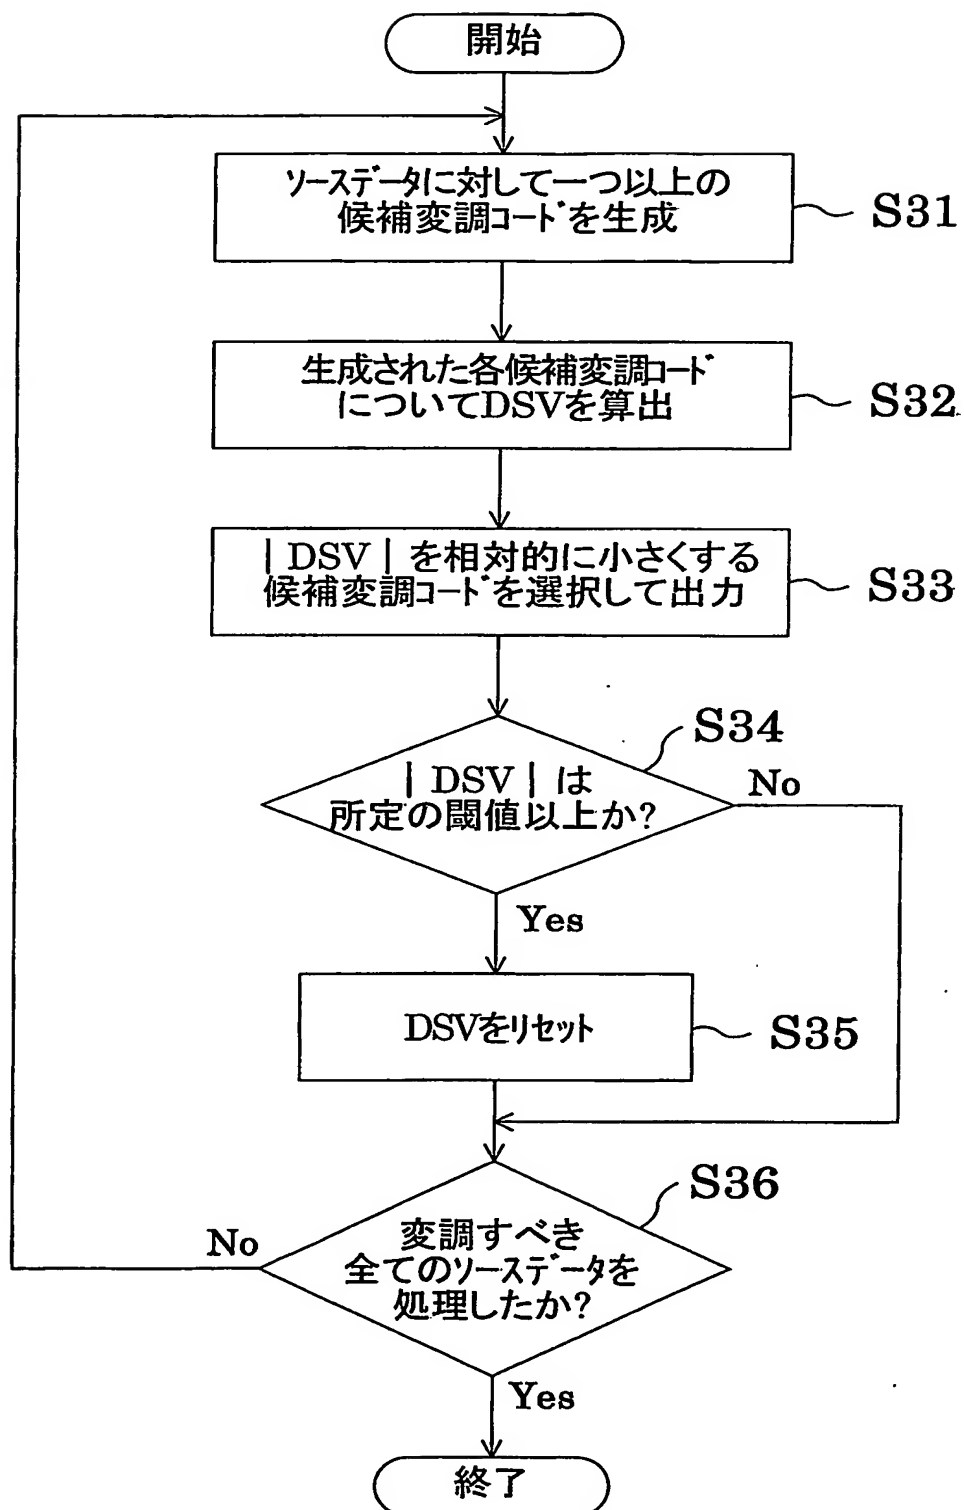 開始
ソースデータに対して一つ以上の
候補変調コードを生成
S31
生成された各候補変調コード
についてDSVを算出
S32
|DSV|を相対的に小さくする
候補変調コードを選択して出力
S33
S34
|DSV|は
所定の閾値以上か?
No
Yes
DSVをリセット
S35
S36
変調すべき
全てのソースデータを
処理したか?
No
Yes
終了